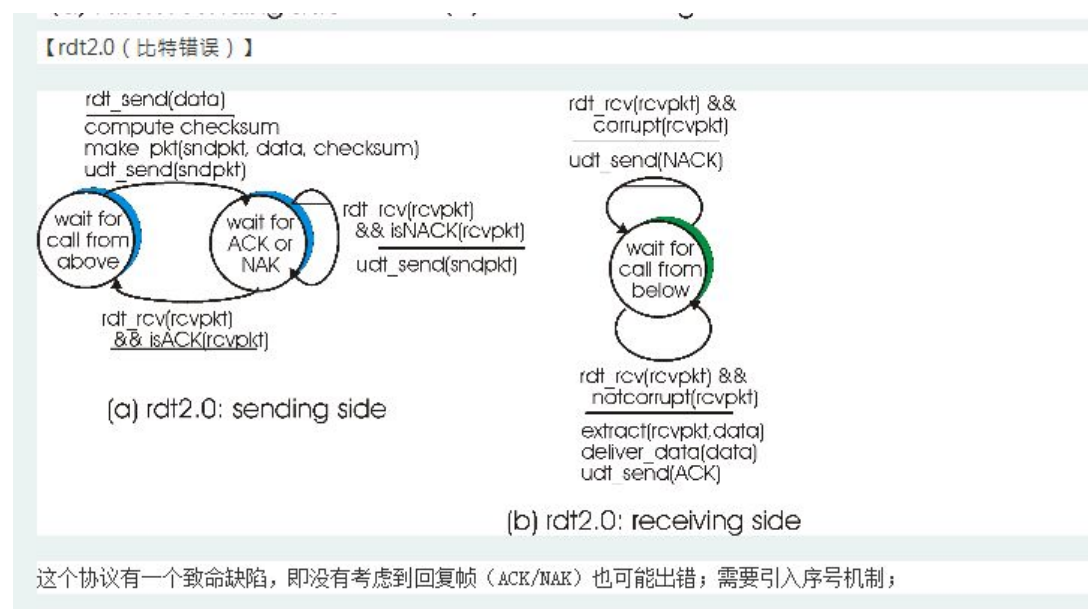 【rdt2.0（比特错误）】
rdt_send(data)
compute checksum
make_pkt(sndpkt, data, checksum)
udt_send(sndpkt)
wait for
call from
above
wait for
ACK or
NAK
rdt_rcv(rcvpkt)
&& isNACK(rcvpkt)
udt_send(sndpkt)
rdt_rcv(rcvpkt)
&& isACK(rcvpkt)
(a) rdt2.0: sending side
rdt_rcv(rcvpkt) &&
corrupt(rcvpkt)
udt_send(NACK)
wait for
call from
below
rdt_rcv(rcvpkt) &&
notcorrupt(rcvpkt)
extract(rcvpkt,data)
deliver_data(data)
udt_send(ACK)
(b) rdt2.0: receiving side
这个协议有一个致命缺陷，即没有考虑到回复帧（ACK/NAK）也可能出错；需要引入序号机制；